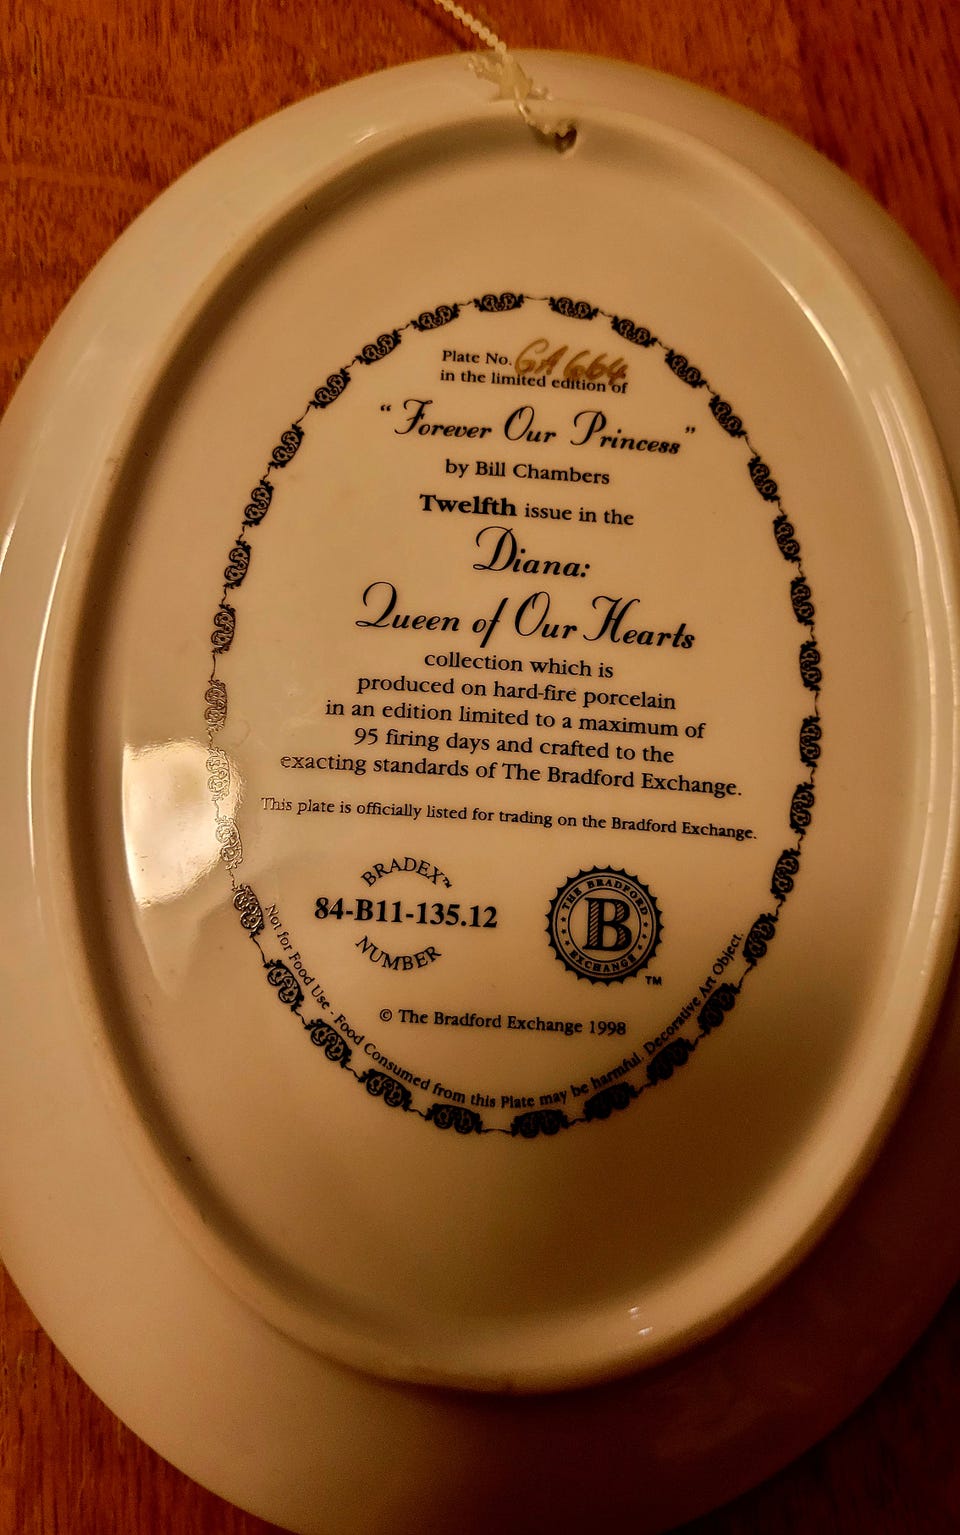 Plate No. GA664
in the limited edition of
"Forever Our Princess"
by Bill Chambers
Twelfth issue in the
Diana:
Queen of Our Hearts
collection which is
produced on hard-fire porcelain
in an edition limited to a maximum of
95 firing days and crafted to the
exacting standards of The Bradford Exchange.
This plate is officially listed for trading on the Bradford Exchange.
BRADEX™
84-B11-135.12
NUMBER
THE BRADFORD
B
EXCHANGE
TM
© The Bradford Exchange 1998
Not for Food Use - Food Consumed from this Plate may be harmful. Decorative Art Object.